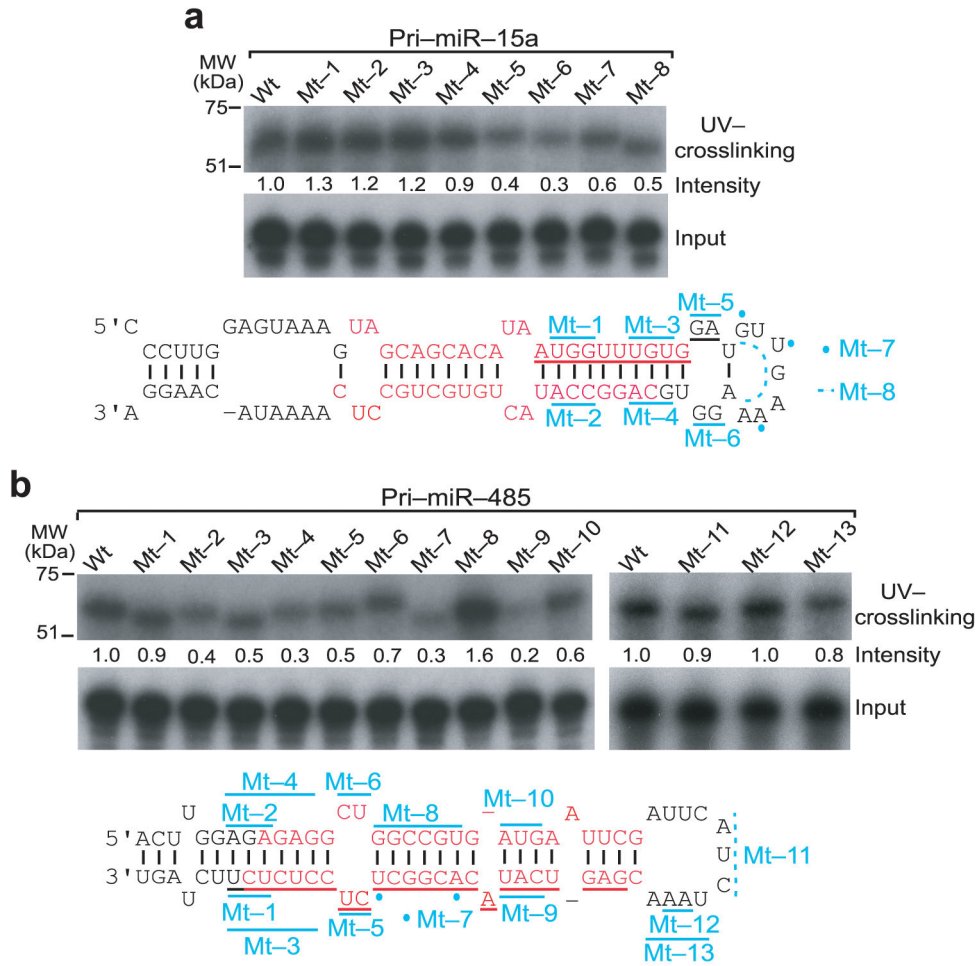 a
Pri–miR–15a
MW
(kDa)
Wt Mt–1 Mt–2 Mt–3 Mt–4 Mt–5 Mt–6 Mt–7 Mt–8
75
51
UV–
crosslinking
1.0 1.3 1.2 1.2 0.9 0.4 0.3 0.6 0.5 Intensity
Input
Mt–5
Mt–1 Mt–3
5'C GAGUAAA UA UA GA GU
CCUUG G GCAGCACA AUGGUUUGUG U U
Mt–7
G
GGAAC C CGUCGUGU UACCGGACGU A A
Mt–8
3'A –AUAAAA UC CA GG AA
Mt–2 Mt–4 Mt–6
b
Pri–miR–485
MW
(kDa)
Wt Mt–1 Mt–2 Mt–3 Mt–4 Mt–5 Mt–6 Mt–7 Mt–8 Mt–9 Mt–10 Wt Mt–11 Mt–12 Mt–13
75
51
UV–
crosslinking
1.0 0.9 0.4 0.5 0.3 0.5 0.7 0.3 1.6 0.2 0.6 1.0 0.9 1.0 0.8 Intensity
Input
Mt–4 Mt–6
Mt–2 Mt–8 Mt–10
U CU – A AUUC
5'ACU GGAGAGAGG GGCCGUG AUGA UUCG A
U Mt–11
3'UGA CUUCUCUCC UCGGCAC UACU GAGC C
U UC A – AAAU
Mt–1 Mt–5 Mt–7 Mt–9 Mt–12
Mt–3 Mt–13